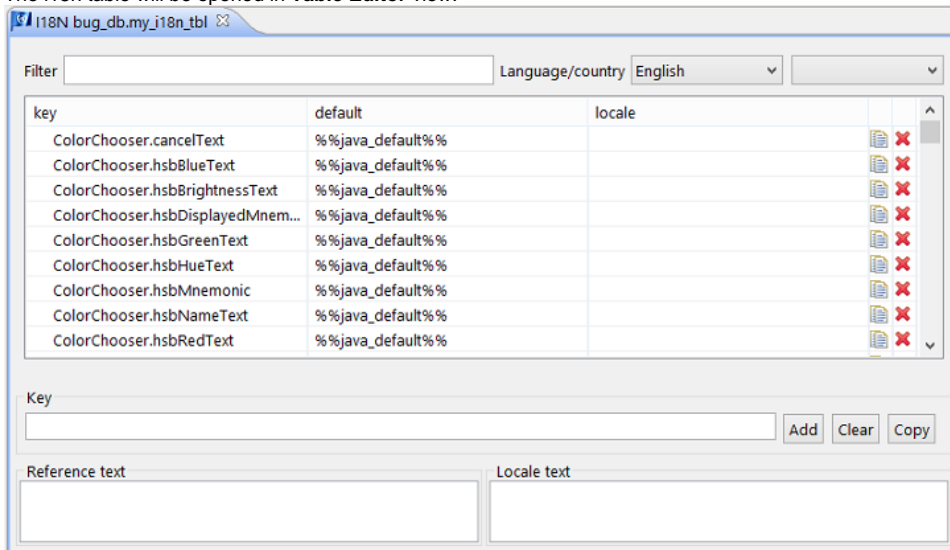 I18N bug_db.my_i18n_tbl
Filter Language/country English
key default locale
ColorChooser.cancelText %%java_default%%
ColorChooser.hsbBlueText %%java_default%%
ColorChooser.hsbBrightnessText %%java_default%%
ColorChooser.hsbDisplayedMnem... %%java_default%%
ColorChooser.hsbGreenText %%java_default%%
ColorChooser.hsbHueText %%java_default%%
ColorChooser.hsbMnemonic %%java_default%%
ColorChooser.hsbNameText %%java_default%%
ColorChooser.hsbRedText %%java_default%%
Key
Add Clear Copy
Reference text Locale text